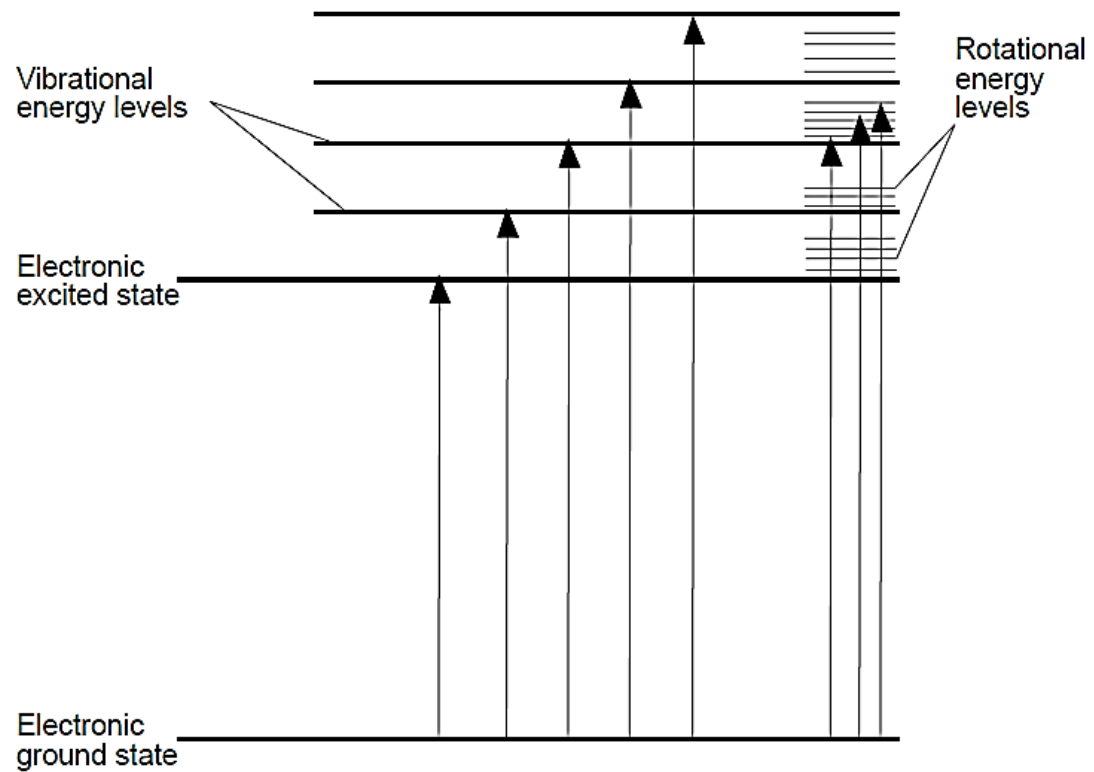 Vibrational
energy levels
Rotational
energy
levels
Electronic
excited state
Electronic
ground state